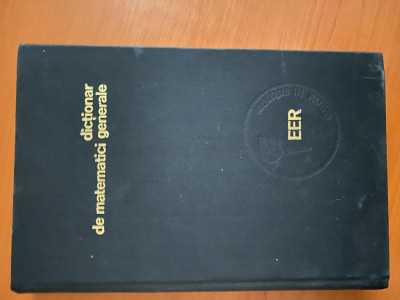 dicționar
de matematici generale
EER